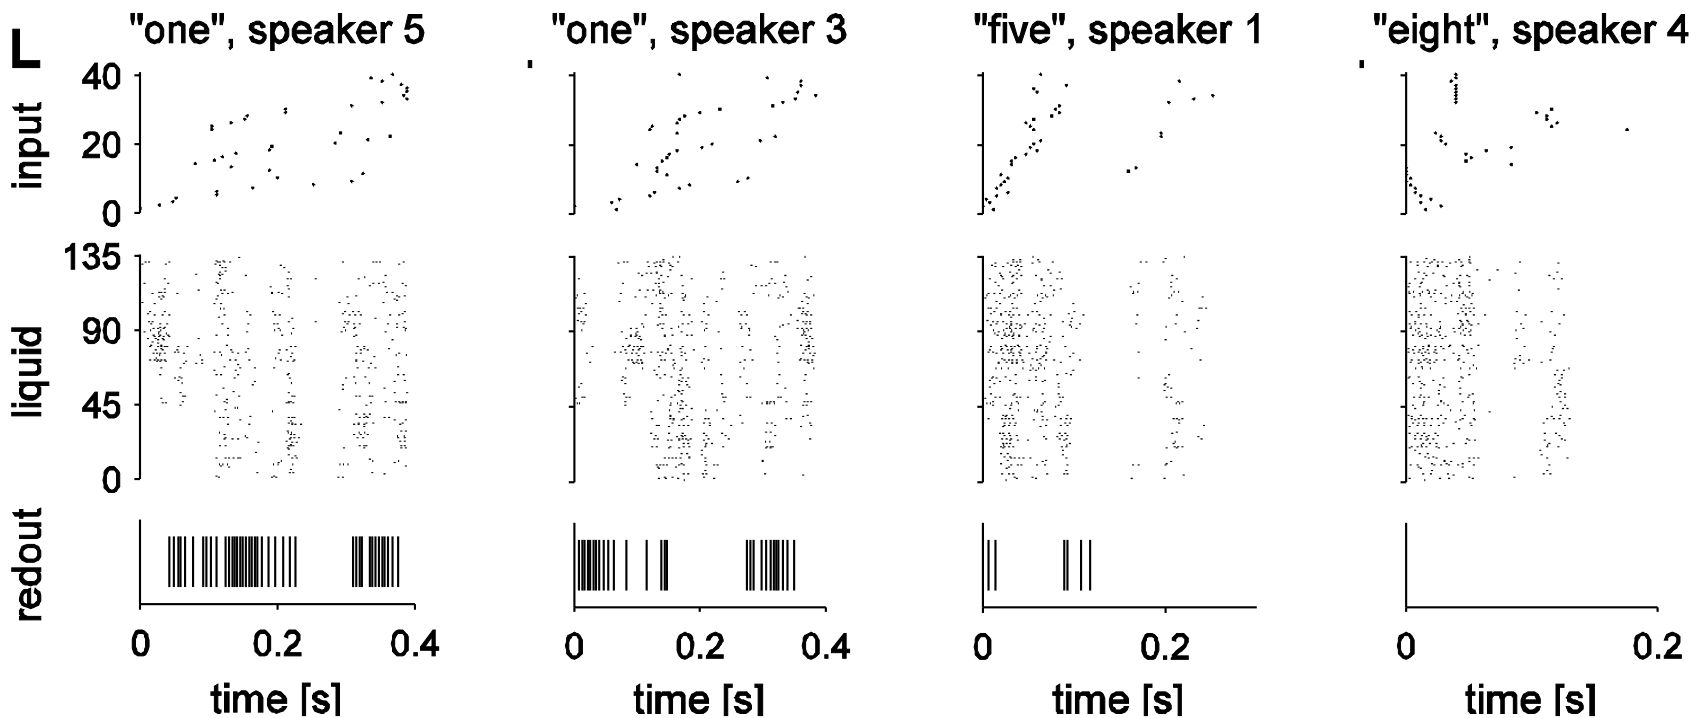 L
"one", speaker 5
"one", speaker 3
"five", speaker 1
"eight", speaker 4
input
40
20
0
liquid
135
90
45
0
redout
0 0.2 0.4
0 0.2 0.4
0 0.2
0 0.2
time [s]
time [s]
time [s]
time [s]